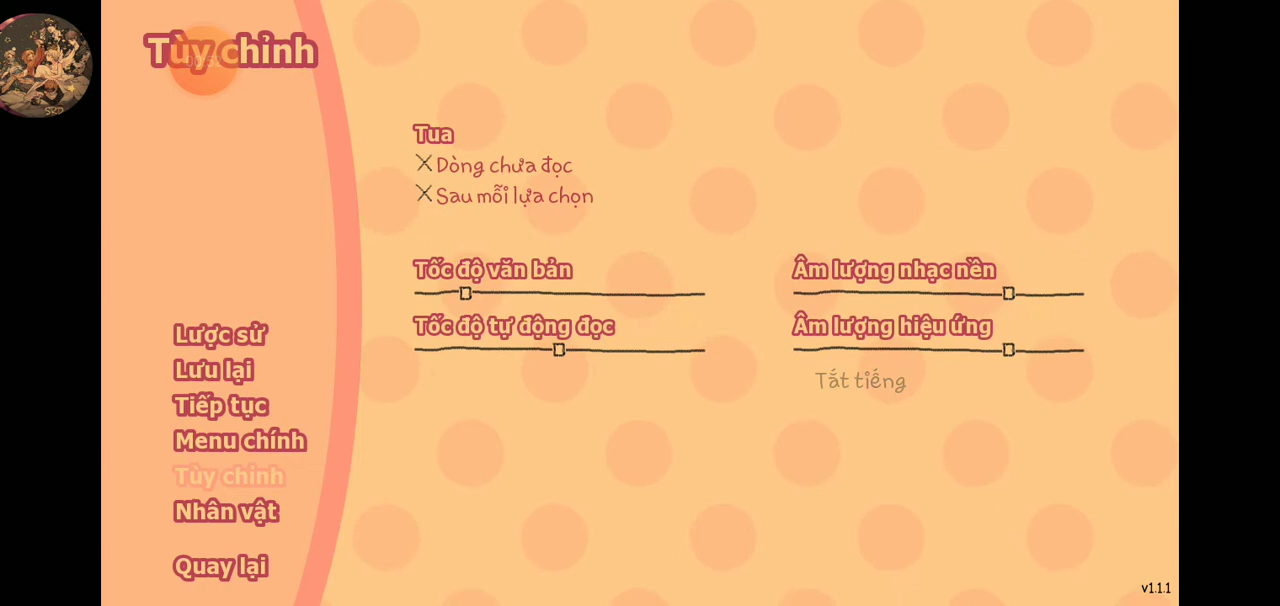 Tùy chỉnh
Tua
Dòng chưa đọc
Sau mỗi lựa chọn
Tốc độ văn bản
Âm lượng nhạc nền
Tốc độ tự động đọc
Âm lượng hiệu ứng
Tắt tiếng
Lược sử
Lưu lại
Tiếp tục
Menu chính
Tùy chỉnh
Nhân vật
Quay lại
v1.1.1